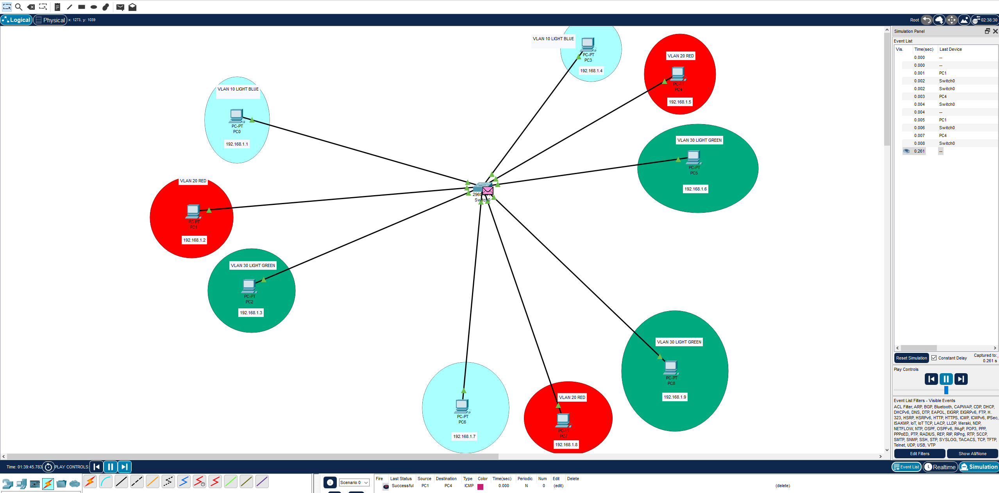 Logical Physical x: 1273, y: 1039 Root 02:38:30
Simulation Panel
Event List
Vis. Time(sec) Last Device
0.000 --
0.000 --
0.001 PC1
0.002 Switch0
0.002 Switch0
0.003 PC4
0.004 Switch0
0.004 --
0.005 PC1
0.006 Switch0
0.007 PC4
0.008 Switch0
0.261 --
Reset Simulation Constant Delay Captured to:
0.261 s
Play Controls
Event List Filters - Visible Events
ACL Filter, ARP, BGP, Bluetooth, CAPWAP, CDP, DHCP,
DHCPv6, DNS, DTP, EAPOL, EIGRP, EIGRPv6, FTP, H.
323, HSRP, HSRPv6, HTTP, HTTPS, ICMP, ICMPv6, IPSec,
ISAKMP, IoT, IoT TCP, LACP, LLDP, Meraki, NDP,
NETFLOW, NTP, OSPF, OSPFv6, PAgP, POP3, PPP,
PPPoED, PTP, RADIUS, REP, RIP, RIPng, RTP, SCCP,
SMTP, SNMP, SSH, STP, SYSLOG, TACACS, TCP, TFTP,
Telnet, UDP, USB, VTP
Edit Filters Show All/None
VLAN 10 LIGHT BLUE
PC-PT
PC3
192.168.1.4
VLAN 20 RED
PC-PT
PC4
192.168.1.5
VLAN 10 LIGHT BLUE
PC-PT
PC0
192.168.1.1
VLAN 30 LIGHT GREEN
PC-PT
PC5
192.168.1.6
VLAN 20 RED
PC-PT
PC1
192.168.1.2
Switch0
VLAN 30 LIGHT GREEN
PC-PT
PC2
192.168.1.3
VLAN 30 LIGHT GREEN
PC-PT
PC8
192.168.1.9
PC-PT
PC6
192.168.1.7
VLAN 20 RED
PC-PT
PC7
192.168.1.8
Time: 01:39:45.783 PLAY CONTROLS: Event List Realtime Simulation
Scenario 0
Fire Last Status Source Destination Type Color Time(sec) Periodic Num Edit Delete
Successful PC1 PC4 ICMP 0.000 N 0 (edit) (delete)